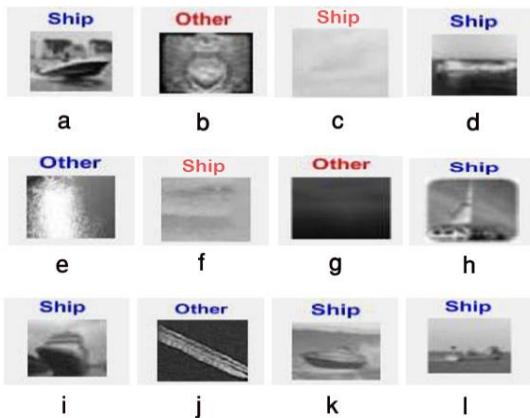 Ship Other Ship Ship
a b c d
Other Ship Other Ship
e f g h
Ship Other Ship Ship
i j k l